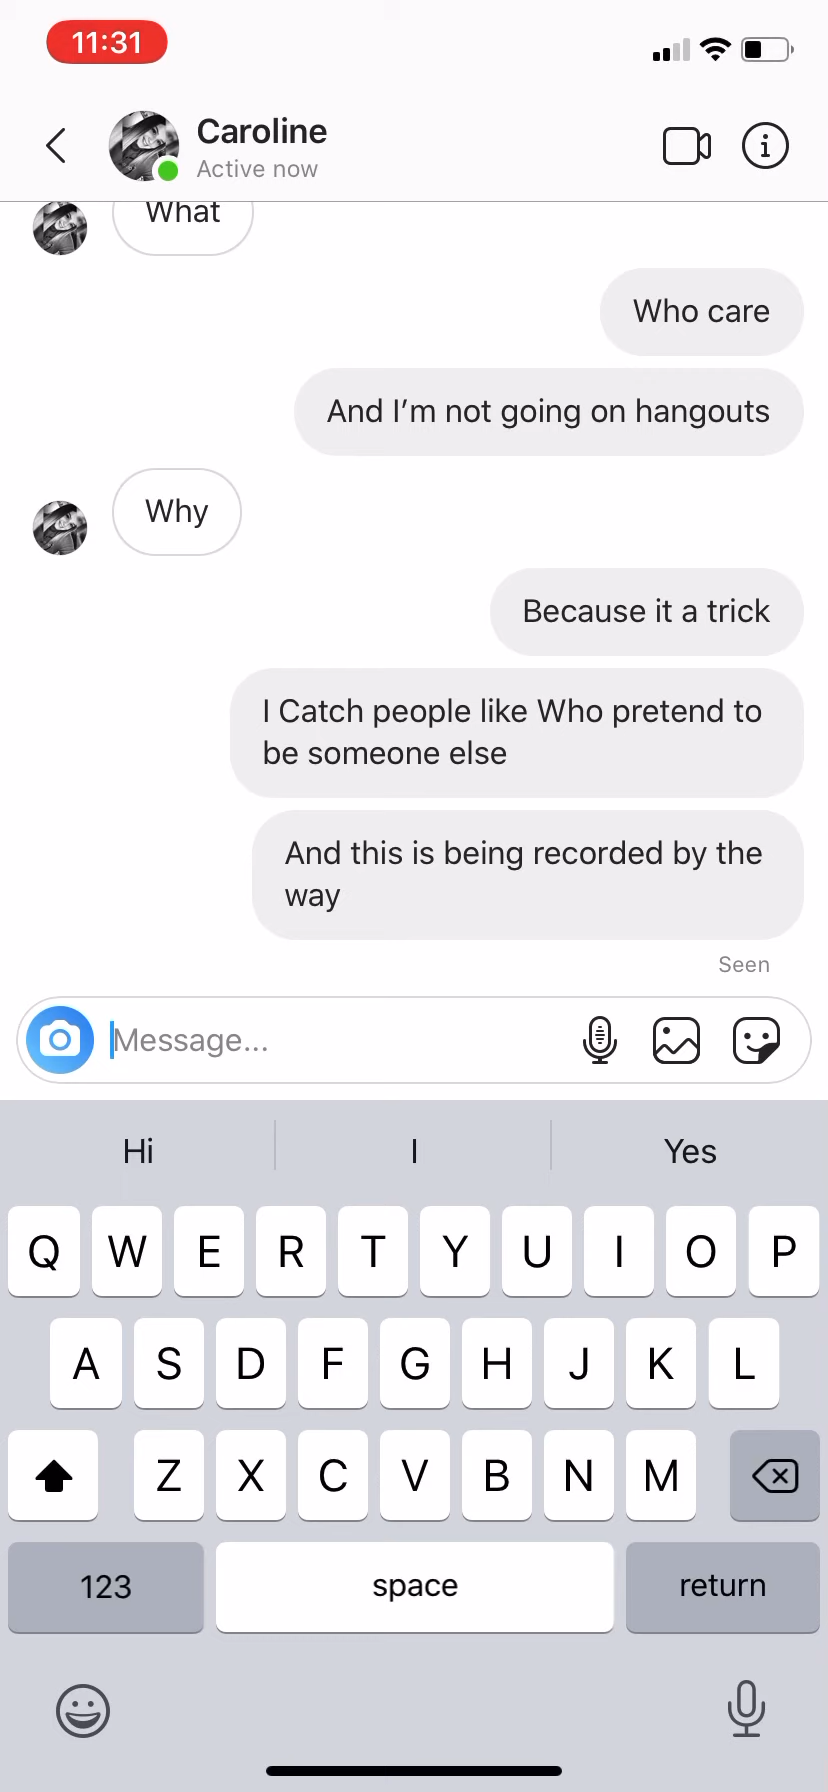 11:31
Caroline
Active now
What
Who care
And I’m not going on hangouts
Why
Because it a trick
I Catch people like Who pretend to
be someone else
And this is being recorded by the
way
Seen
Message...
Hi I Yes
Q W E R T Y U I O P
A S D F G H J K L
Z X C V B N M
123 space return